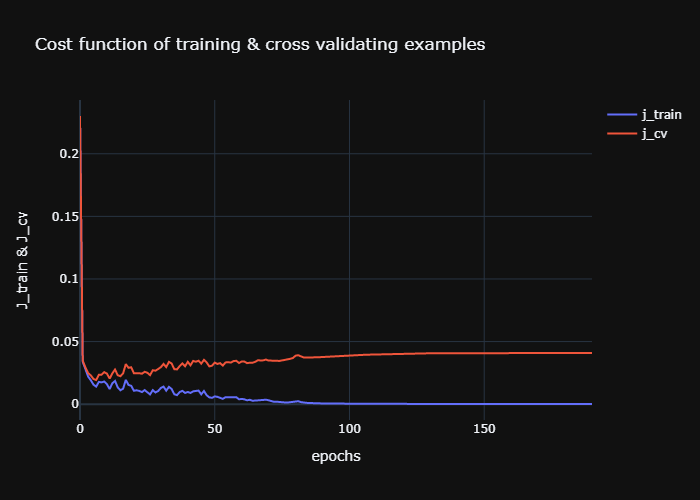 Cost function of training & cross validating examples
j_train
j_cv
J_train & J_cv
0.2
0.15
0.1
0.05
0
0 50 100 150
epochs